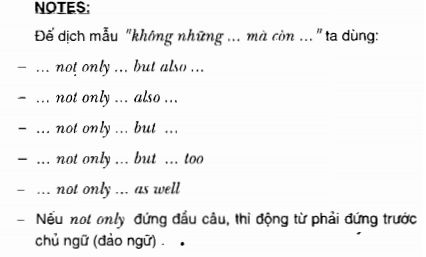 NOTES:
Để dịch mẫu "không những ... mà còn ..." ta dùng:
– ... not only ... but also ...
– ... not only ... also ...
– ... not only ... but ...
– ... not only ... but ... too
– ... not only ... as well
– Nếu not only đứng đầu câu, thì động từ phải đứng trước
chủ ngữ (đảo ngữ) .